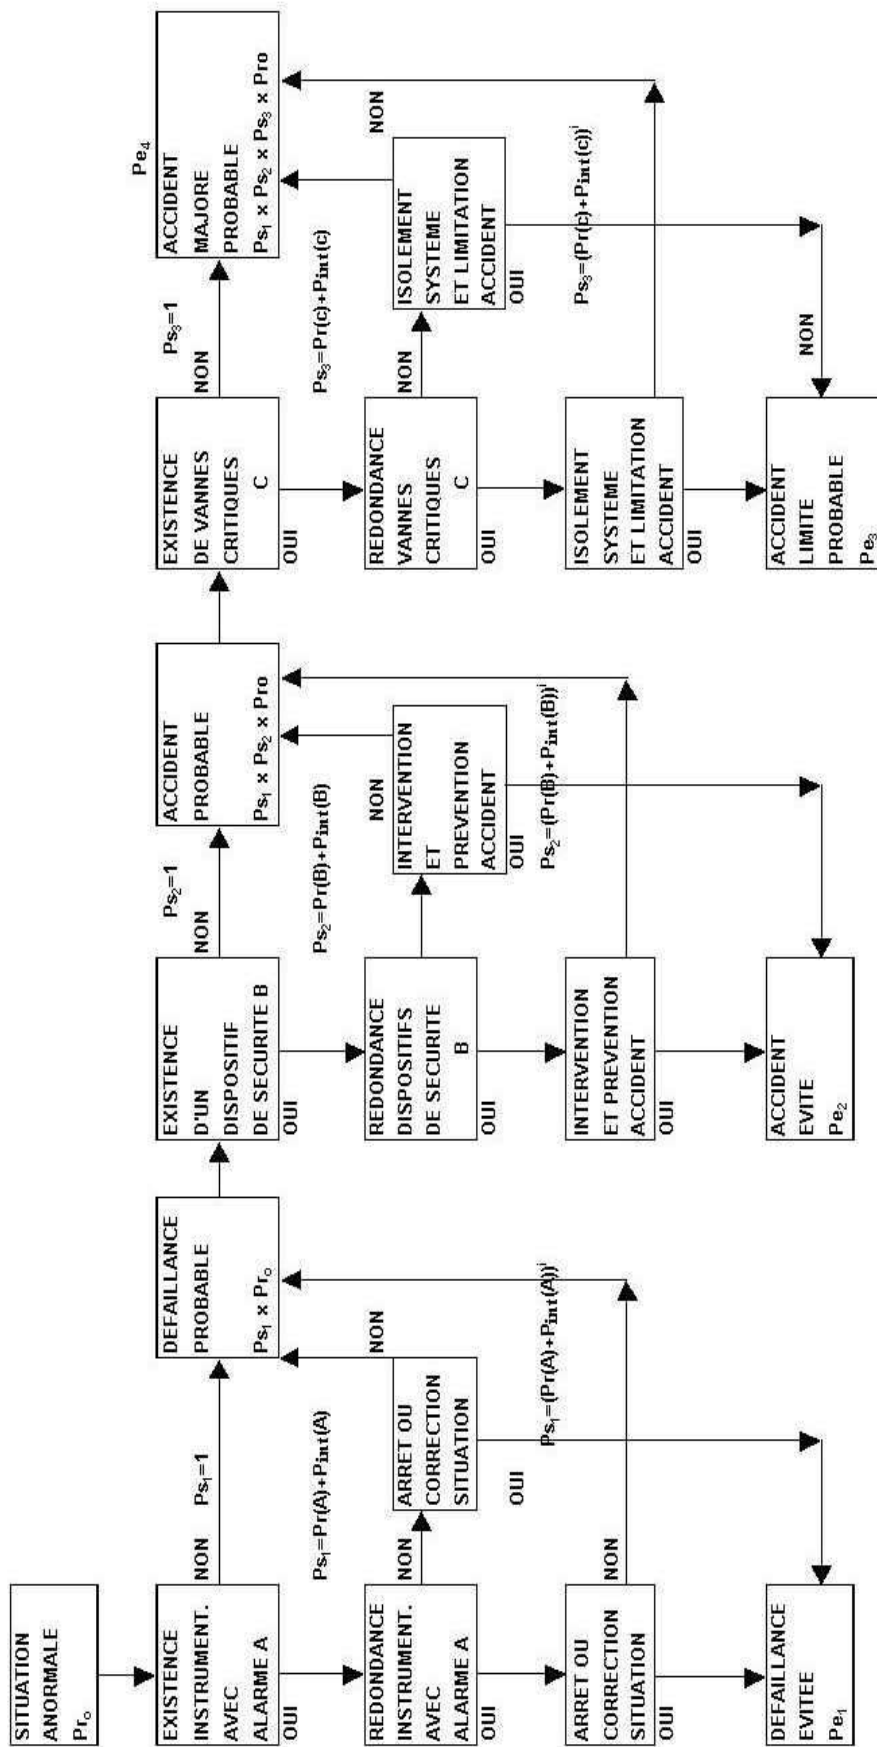 SITUATION
ANORMALE
Pr₀
EXISTENCE
INSTRUMENT.
AVEC
ALARME A
OUI
NON
Ps₁=1
REDONDANCE
INSTRUMENT.
AVEC
ALARME A
OUI
NON
Ps₁=Pr(A)+Pint(A)
ARRET OU
CORRECTION
SITUATION
OUI
NON
ARRET OU
CORRECTION
SITUATION
OUI
NON
Ps₁=(Pr(A)+Pint(A))ⁱ
DEFAILLANCE
EVITEE
Pe₁
DEFAILLANCE
PROBABLE
Ps₁ x Pr₀
EXISTENCE
D'UN
DISPOSITIF
DE SECURITE B
OUI
NON
Ps₂=1
REDONDANCE
DISPOSITIFS
DE SECURITE
B
OUI
Ps₂=Pr(B)+Pint(B)
NON
INTERVENTION
ET
PREVENTION
ACCIDENT
OUI
INTERVENTION
ET PREVENTION
ACCIDENT
OUI
Ps₂=(Pr(B)+Pint(B))ⁱ
ACCIDENT
EVITE
Pe₂
ACCIDENT
PROBABLE
Ps₁ x Ps₂ x Pro
EXISTENCE
DE VANNES
CRITIQUES
C
OUI
NON
Ps₃=1
REDONDANCE
VANNES
CRITIQUES
C
OUI
NON
Ps₃=Pr(c)+Pint(c)
ISOLEMENT
SYSTEME
ET LIMITATION
ACCIDENT
OUI
NON
ISOLEMENT
SYSTEME
ET LIMITATION
ACCIDENT
OUI
Ps₃=(Pr(c)+Pint(c))ⁱ
NON
ACCIDENT
LIMITE
PROBABLE
Pe₃
Pe₄
ACCIDENT
MAJORE
PROBABLE
Ps₁ x Ps₂ x Ps₃ x Pro